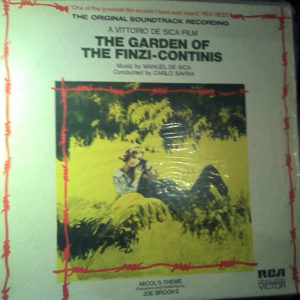 "One of the greatest film scores I have ever heard." REX REED
THE ORIGINAL SOUNDTRACK RECORDING
A VITTORIO DE SICA FILM
THE GARDEN OF
THE FINZI-CONTINIS
Music by MANUEL DE SICA
Conducted by CARLO SAVINA
MICOL'S THEME
JOE BROOKS
RCA
VICTOR